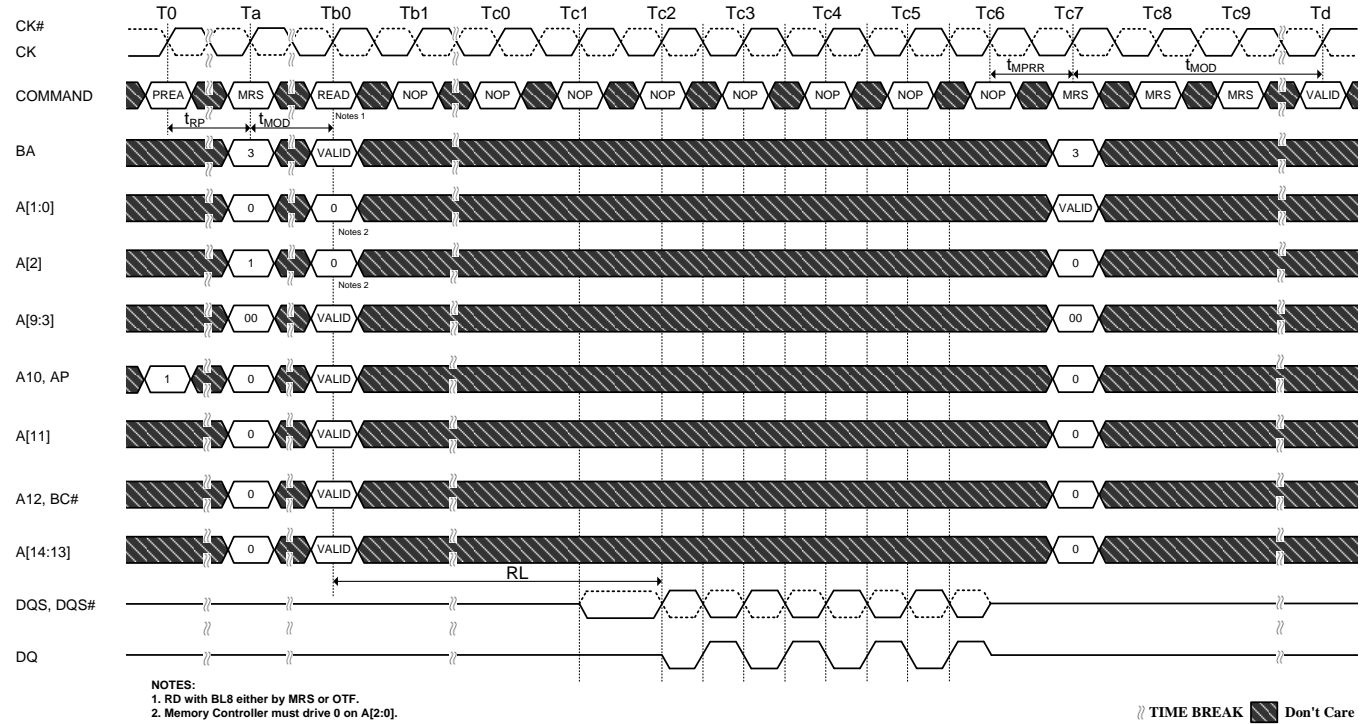 T0 Ta Tb0 Tb1 Tc0 Tc1 Tc2 Tc3 Tc4 Tc5 Tc6 Tc7 Tc8 Tc9 Td
CK#
CK
tMPRR tMOD
COMMAND PREA MRS READ NOP NOP NOP NOP NOP NOP NOP NOP MRS MRS MRS VALID
Notes 1
tRP tMOD
BA 3 VALID 3
A[1:0] 0 0 VALID
Notes 2
A[2] 1 0 0
Notes 2
A[9:3] 00 VALID 00
A10, AP 1 0 VALID 0
A[11] 0 VALID 0
A12, BC# 0 VALID 0
A[14:13] 0 VALID 0
RL
DQS, DQS#
DQ
NOTES:
1. RD with BL8 either by MRS or OTF.
2. Memory Controller must drive 0 on A[2:0].
TIME BREAK Don't Care